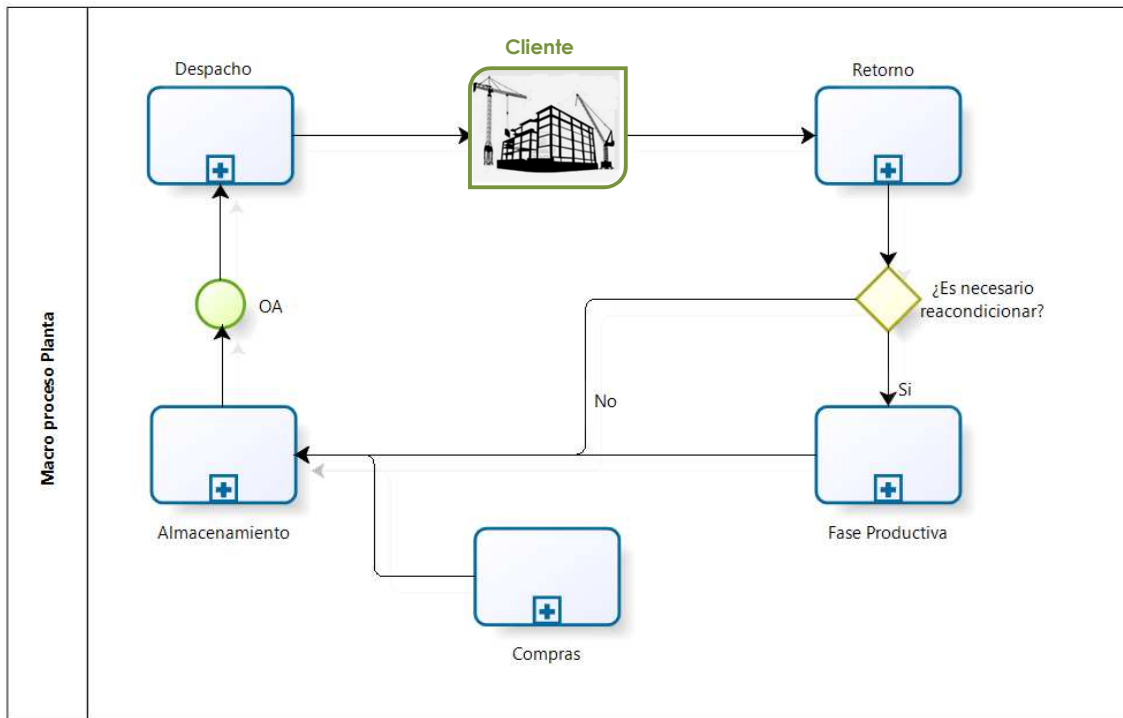 Cliente
Despacho
Retorno
¿Es necesario
reacondicionar?
OA
Si
No
Macro proceso Planta
Almacenamiento
Fase Productiva
Compras